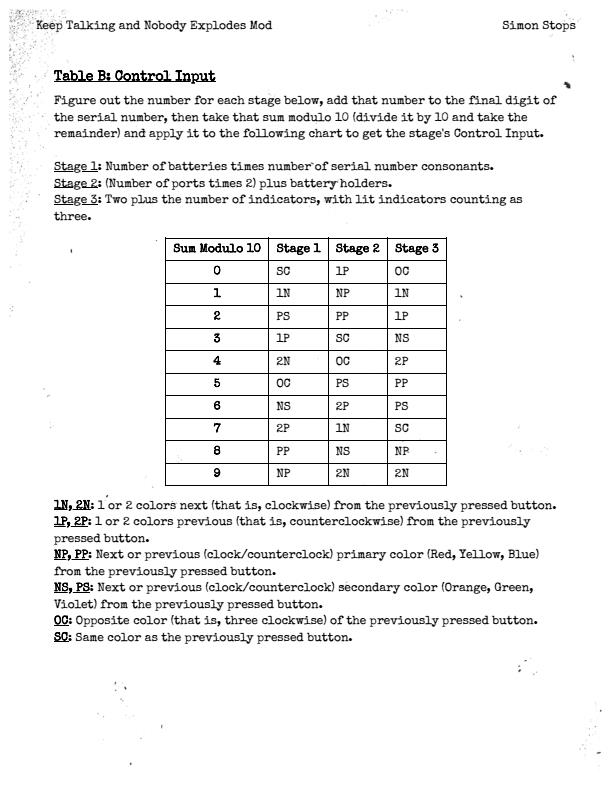 Keep Talking and Nobody Explodes Mod Simon Stops
Table B: Control Input
Figure out the number for each stage below, add that number to the final digit of
the serial number, then take that sum modulo 10 (divide it by 10 and take the
remainder) and apply it to the following chart to get the stage's Control Input.
Stage 1: Number of batteries times number of serial number consonants.
Stage 2: (Number of ports times 2) plus battery holders.
Stage 3: Two plus the number of indicators, with lit indicators counting as
three.
Sum Modulo 10 Stage 1 Stage 2 Stage 3
0 SC 1P OC
1 1N NP 1N
2 PS PP 1P
3 1P SC NS
4 2N OC 2P
5 OC PS PP
6 NS 2P PS
7 2P 1N SC
8 PP NS NP
9 NP 2N 2N
1N, 2N: 1 or 2 colors next (that is, clockwise) from the previously pressed button.
1P, 2P: 1 or 2 colors previous (that is, counterclockwise) from the previously
pressed button.
NP, PP: Next or previous (clock/counterclock) primary color (Red, Yellow, Blue)
from the previously pressed button.
NS, PS: Next or previous (clock/counterclock) secondary color (Orange, Green,
Violet) from the previously pressed button.
OC: Opposite color (that is, three clockwise) of the previously pressed button.
SC: Same color as the previously pressed button.